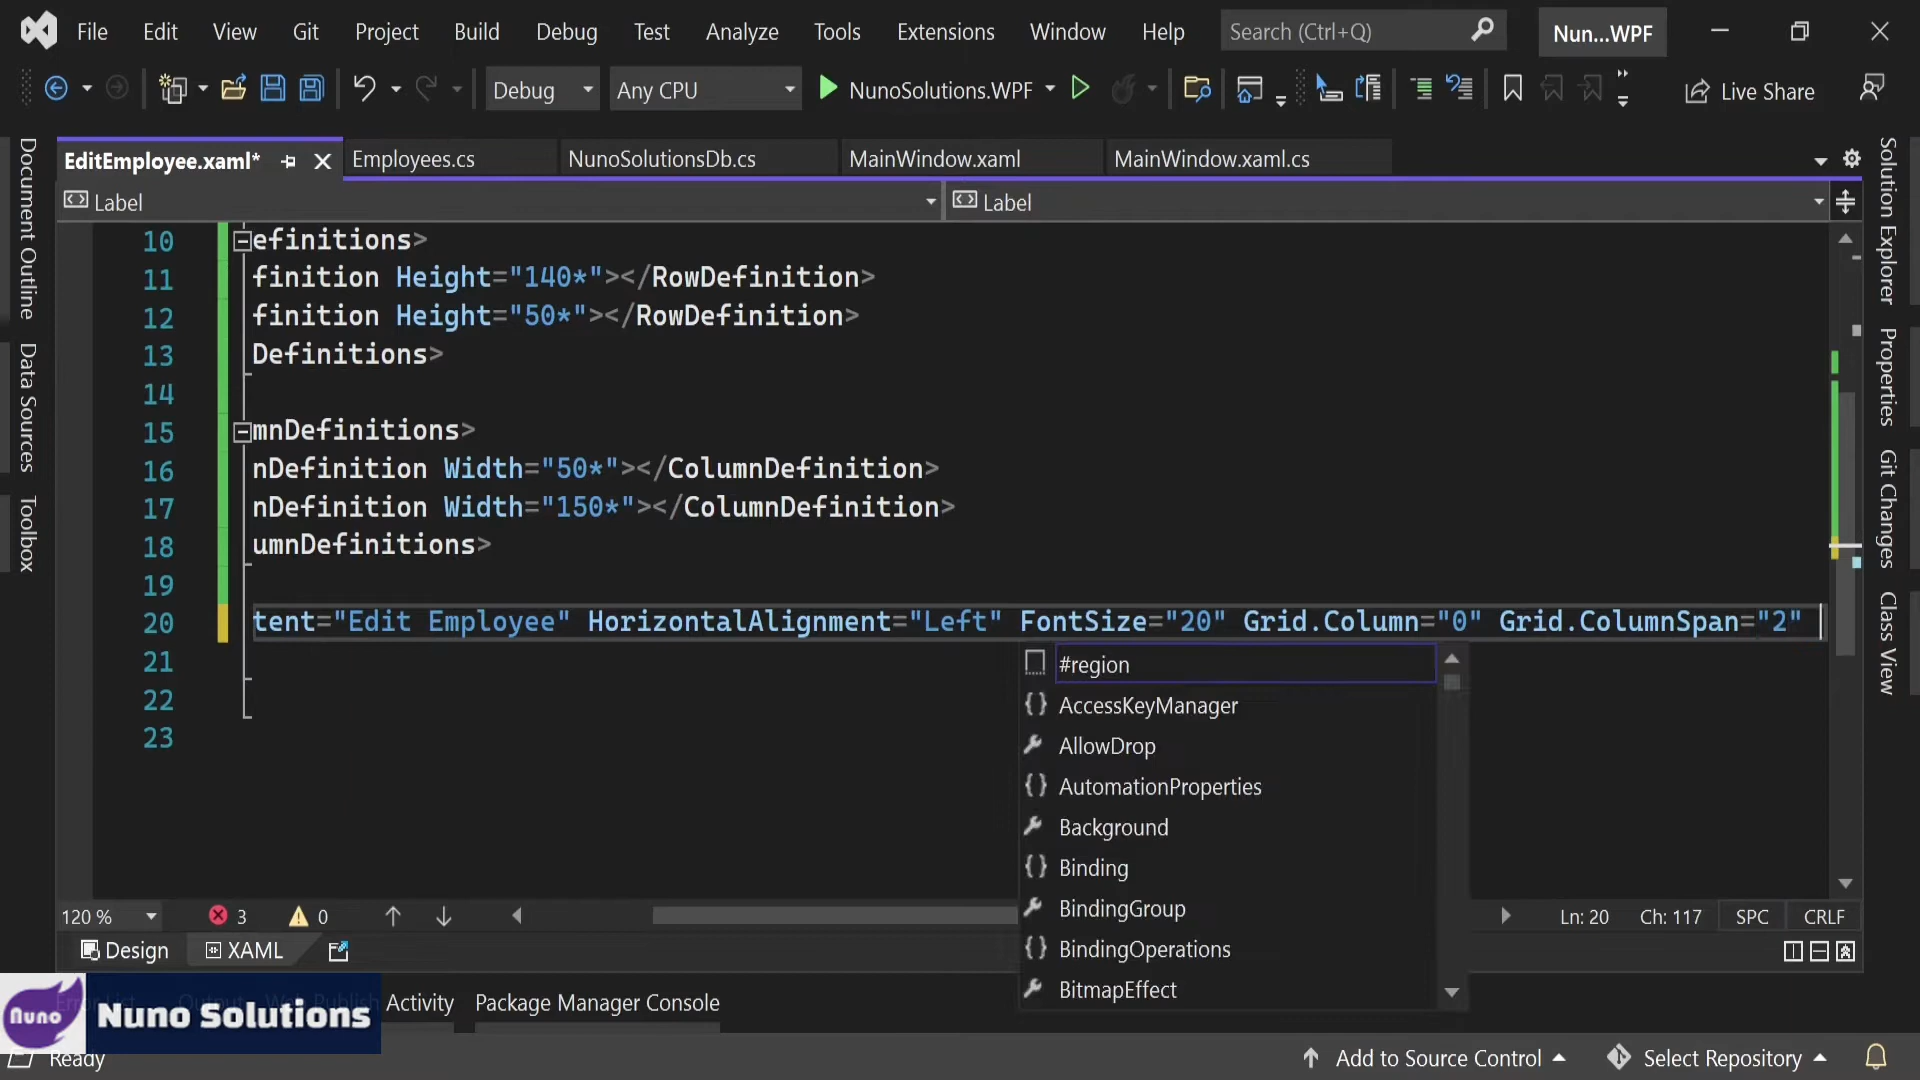 File Edit View Git Project Build Debug Test Analyze Tools Extensions Window Help Search (Ctrl+Q) Nun...WPF
Debug Any CPU NunoSolutions.WPF Live Share
EditEmployee.xaml* Employees.cs NunoSolutionsDb.cs MainWindow.xaml MainWindow.xaml.cs
Label Label
Document Outline
Data Sources
Toolbox
10 efinitions>
11 finition Height="140*"></RowDefinition>
12 finition Height="50*"></RowDefinition>
13 Definitions>
14
15 mnDefinitions>
16 nDefinition Width="50*"></ColumnDefinition>
17 nDefinition Width="150*"></ColumnDefinition>
18 umnDefinitions>
19
20 tent="Edit Employee" HorizontalAlignment="Left" FontSize="20" Grid.Column="0" Grid.ColumnSpan="2"
21
22
23
#region
AccessKeyManager
AllowDrop
AutomationProperties
Background
Binding
BindingGroup
BindingOperations
BitmapEffect
Solution Explorer
Properties
Git Changes
Class View
120 % 3 0 Ln: 20 Ch: 117 SPC CRLF
Design XAML
Activity Package Manager Console
Nuno Nuno Solutions
Ready Add to Source Control Select Repository